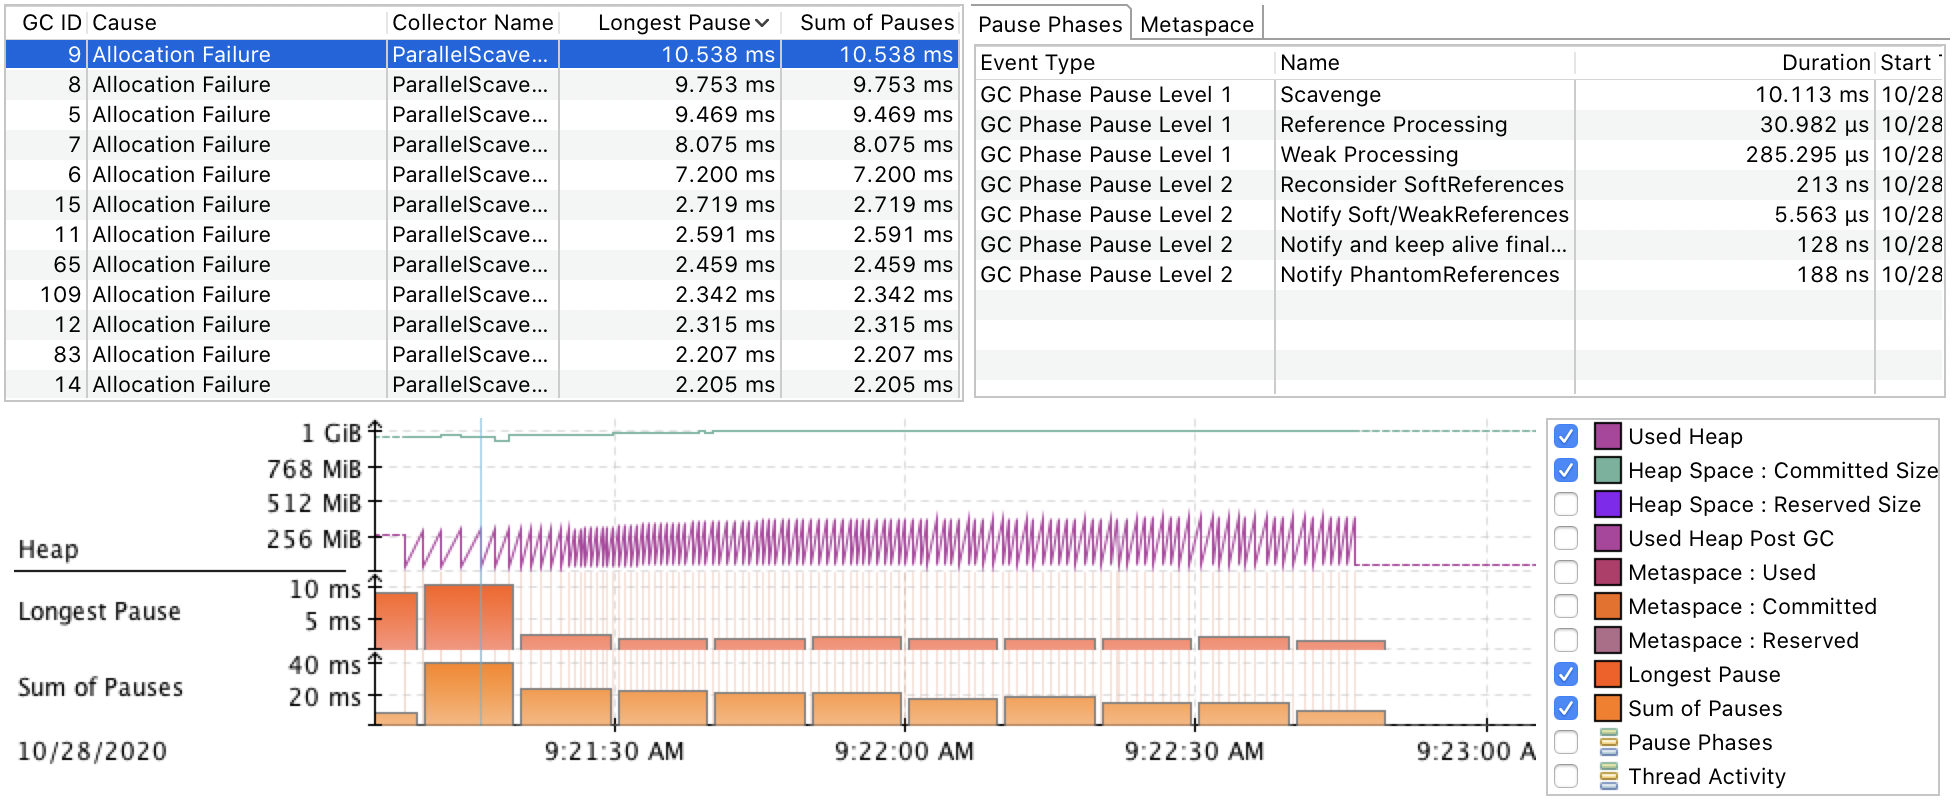 GC ID Cause Collector Name Longest Pause Sum of Pauses
9 Allocation Failure ParallelScave... 10.538 ms 10.538 ms
8 Allocation Failure ParallelScave... 9.753 ms 9.753 ms
5 Allocation Failure ParallelScave... 9.469 ms 9.469 ms
7 Allocation Failure ParallelScave... 8.075 ms 8.075 ms
6 Allocation Failure ParallelScave... 7.200 ms 7.200 ms
15 Allocation Failure ParallelScave... 2.719 ms 2.719 ms
11 Allocation Failure ParallelScave... 2.591 ms 2.591 ms
65 Allocation Failure ParallelScave... 2.459 ms 2.459 ms
109 Allocation Failure ParallelScave... 2.342 ms 2.342 ms
12 Allocation Failure ParallelScave... 2.315 ms 2.315 ms
83 Allocation Failure ParallelScave... 2.207 ms 2.207 ms
14 Allocation Failure ParallelScave... 2.205 ms 2.205 ms
Pause Phases Metaspace
Event Type Name Duration Start
GC Phase Pause Level 1 Scavenge 10.113 ms 10/28
GC Phase Pause Level 1 Reference Processing 30.982 µs 10/28
GC Phase Pause Level 1 Weak Processing 285.295 µs 10/28
GC Phase Pause Level 2 Reconsider SoftReferences 213 ns 10/28
GC Phase Pause Level 2 Notify Soft/WeakReferences 5.563 µs 10/28
GC Phase Pause Level 2 Notify and keep alive final... 128 ns 10/28
GC Phase Pause Level 2 Notify PhantomReferences 188 ns 10/28
1 GiB
768 MiB
512 MiB
256 MiB
Heap
10 ms
5 ms
Longest Pause
40 ms
20 ms
Sum of Pauses
10/28/2020 9:21:30 AM 9:22:00 AM 9:22:30 AM 9:23:00 A
Used Heap
Heap Space : Committed Size
Heap Space : Reserved Size
Used Heap Post GC
Metaspace : Used
Metaspace : Committed
Metaspace : Reserved
Longest Pause
Sum of Pauses
Pause Phases
Thread Activity